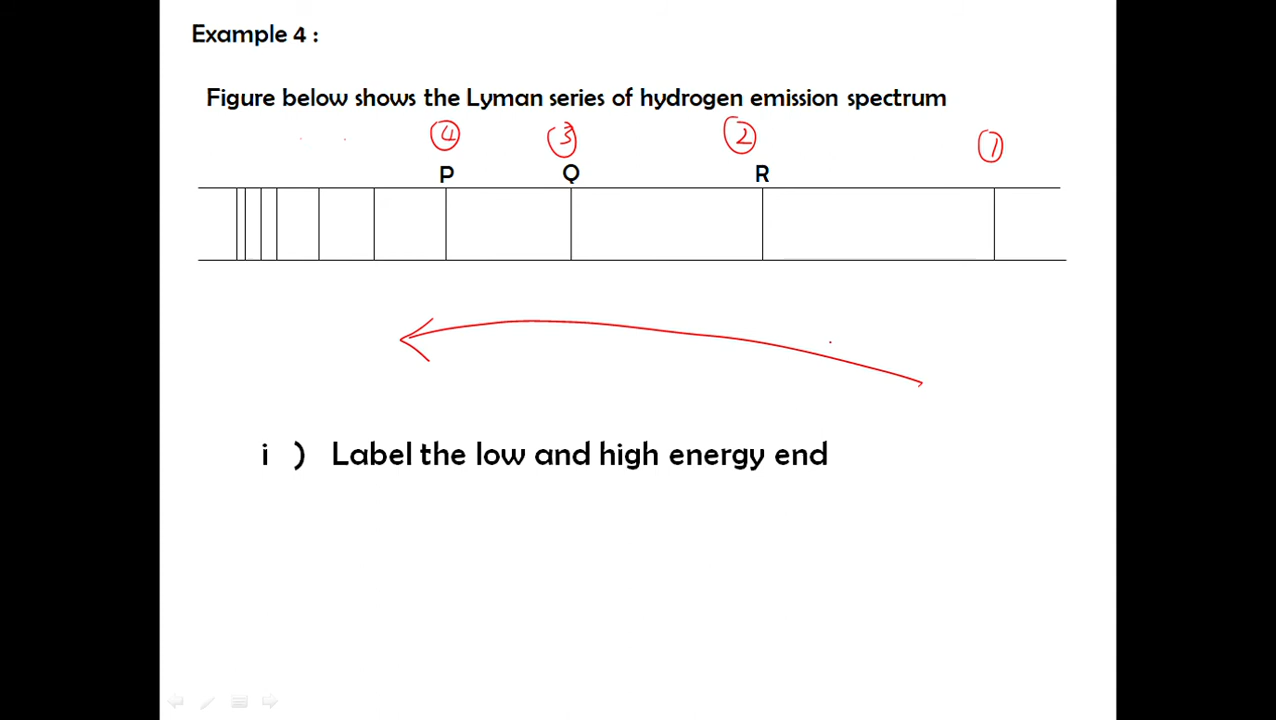 Example 4 :
Figure below shows the Lyman series of hydrogen emission spectrum
4 3 2 1
P Q R
i ) Label the low and high energy end